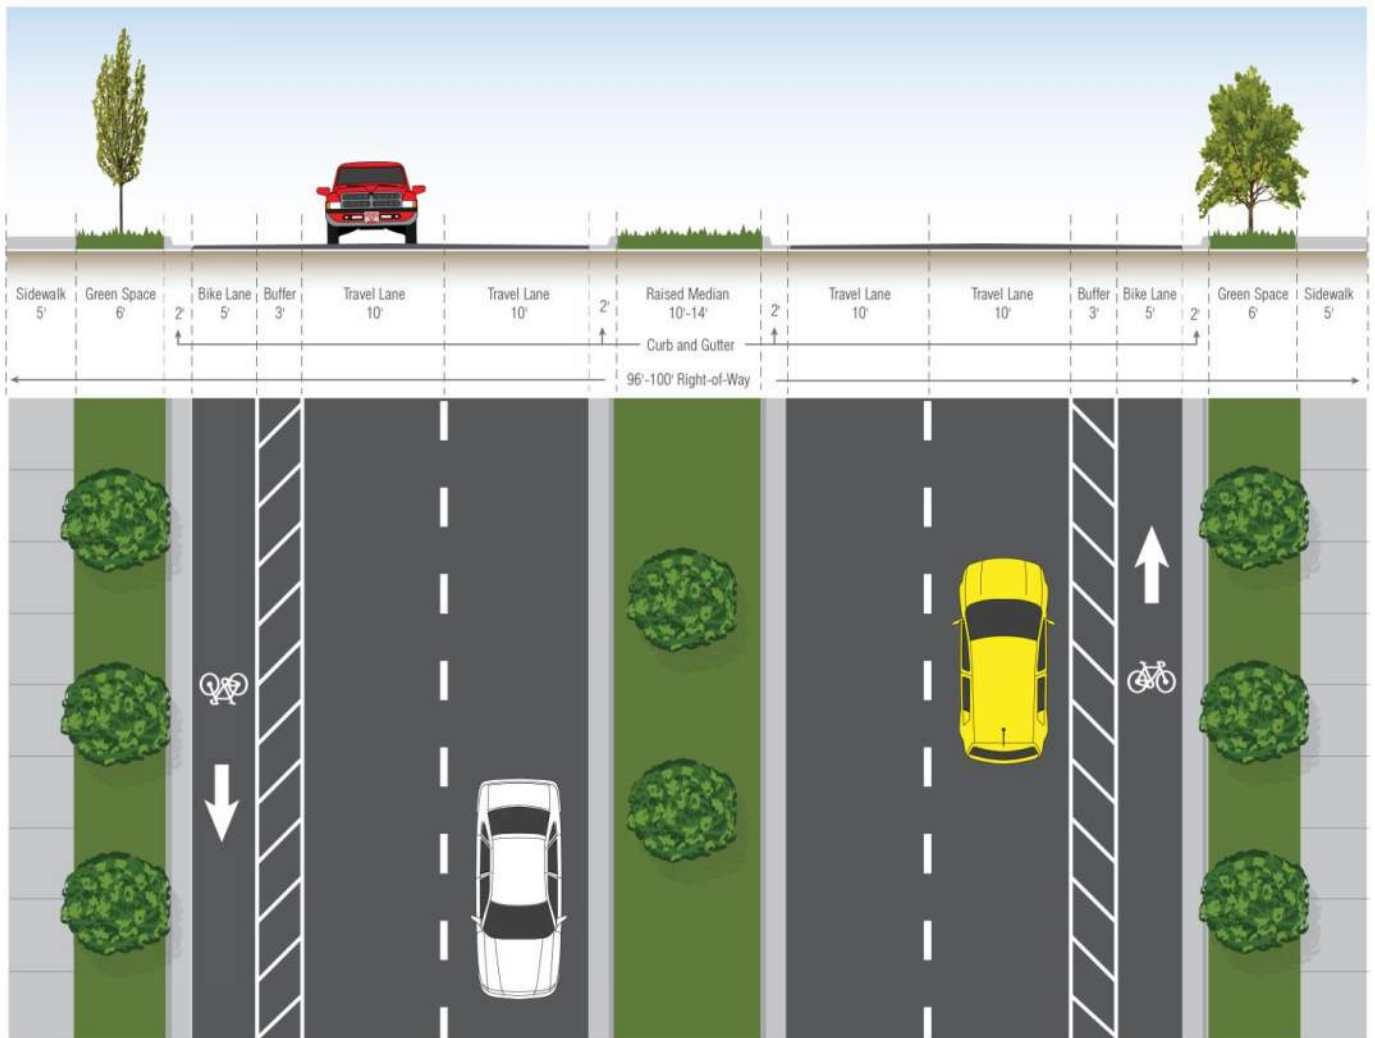 Sidewalk Green Space Bike Lane Buffer Travel Lane Travel Lane Raised Median Travel Lane Travel Lane Buffer Bike Lane Green Space Sidewalk
5' 6' 2' 5' 3' 10' 10' 2' 10'-14' 2' 10' 10' 3' 5' 2' 6' 5'
Curb and Gutter
96'-100' Right-of-Way